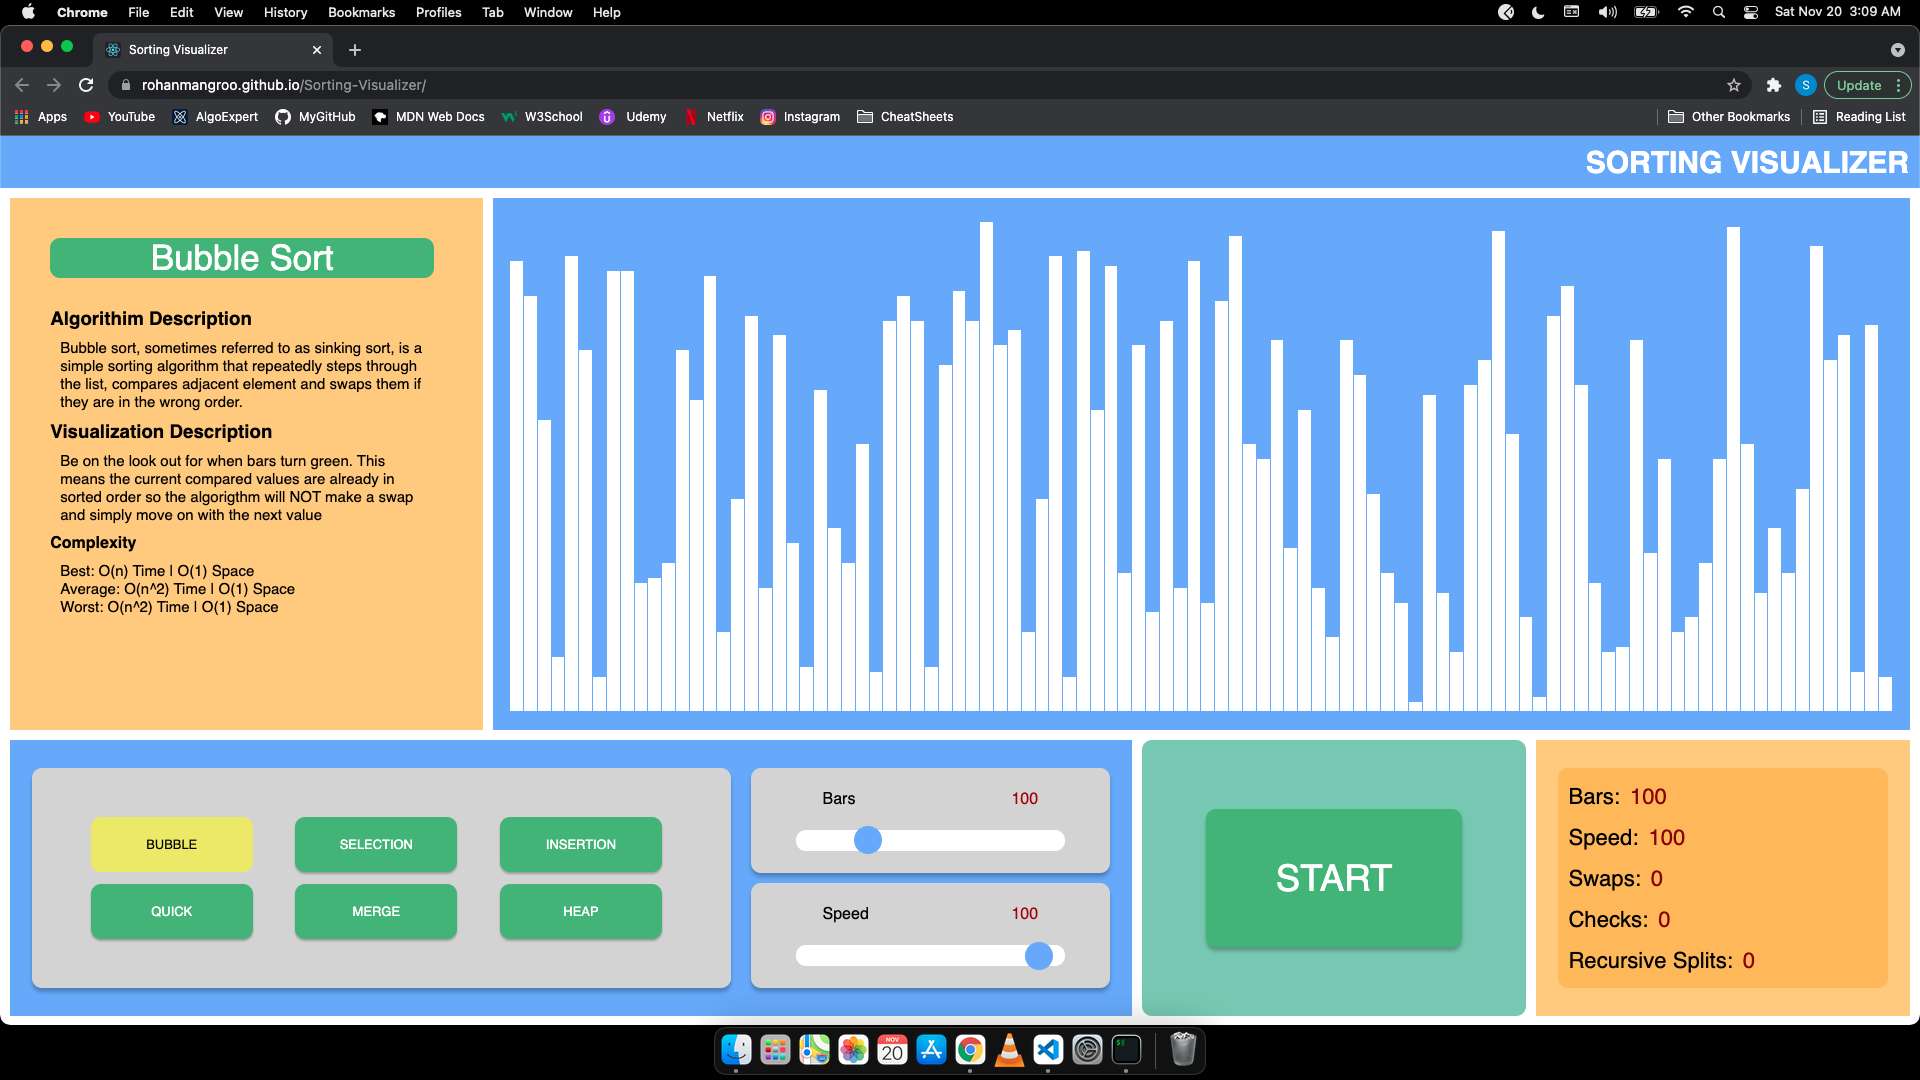 Chrome File Edit View History Bookmarks Profiles Tab Window Help Sat Nov 20 3:09 AM
Sorting Visualizer
rohanmangroo.github.io/Sorting-Visualizer/ S Update
Apps YouTube AlgoExpert MyGitHub MDN Web Docs W3School Udemy Netflix Instagram CheatSheets Other Bookmarks Reading List
SORTING VISUALIZER
Bubble Sort
Algorithim Description
Bubble sort, sometimes referred to as sinking sort, is a
simple sorting algorithm that repeatedly steps through
the list, compares adjacent element and swaps them if
they are in the wrong order.
Visualization Description
Be on the look out for when bars turn green. This
means the current compared values are already in
sorted order so the algorigthm will NOT make a swap
and simply move on with the next value
Complexity
Best: O(n) Time | O(1) Space
Average: O(n^2) Time | O(1) Space
Worst: O(n^2) Time | O(1) Space
BUBBLE SELECTION INSERTION
QUICK MERGE HEAP
Bars 100
Speed 100
START
Bars: 100
Speed: 100
Swaps: 0
Checks: 0
Recursive Splits: 0
NOV
20